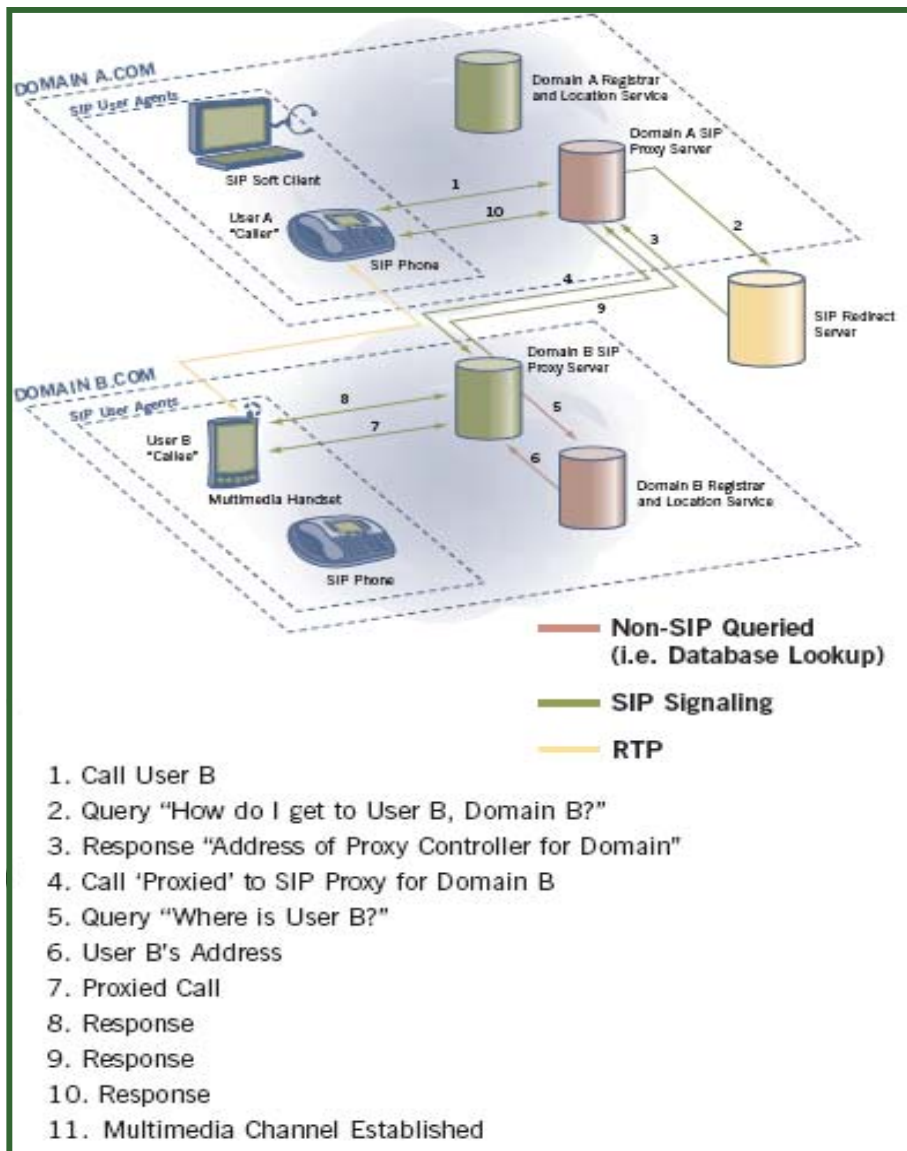 DOMAIN A.COM
SIP User Agents
Domain A Registrar
and Location Service
Domain A SIP
Proxy Server
SIP Soft Client
1
User A
"Caller"
10
2
3
SIP Phone
4
9
SIP Redirect
Server
DOMAIN B.COM
SIP User Agents
Domain B SIP
Proxy Server
8
5
User B
"Callee"
7
6
Multimedia Handset
Domain B Registrar
and Location Service
SIP Phone
Non-SIP Queried
(i.e. Database Lookup)
SIP Signaling
RTP
1. Call User B
2. Query “How do I get to User B, Domain B?”
3. Response “Address of Proxy Controller for Domain”
4. Call ‘Proxied’ to SIP Proxy for Domain B
5. Query “Where is User B?”
6. User B's Address
7. Proxied Call
8. Response
9. Response
10. Response
11. Multimedia Channel Established